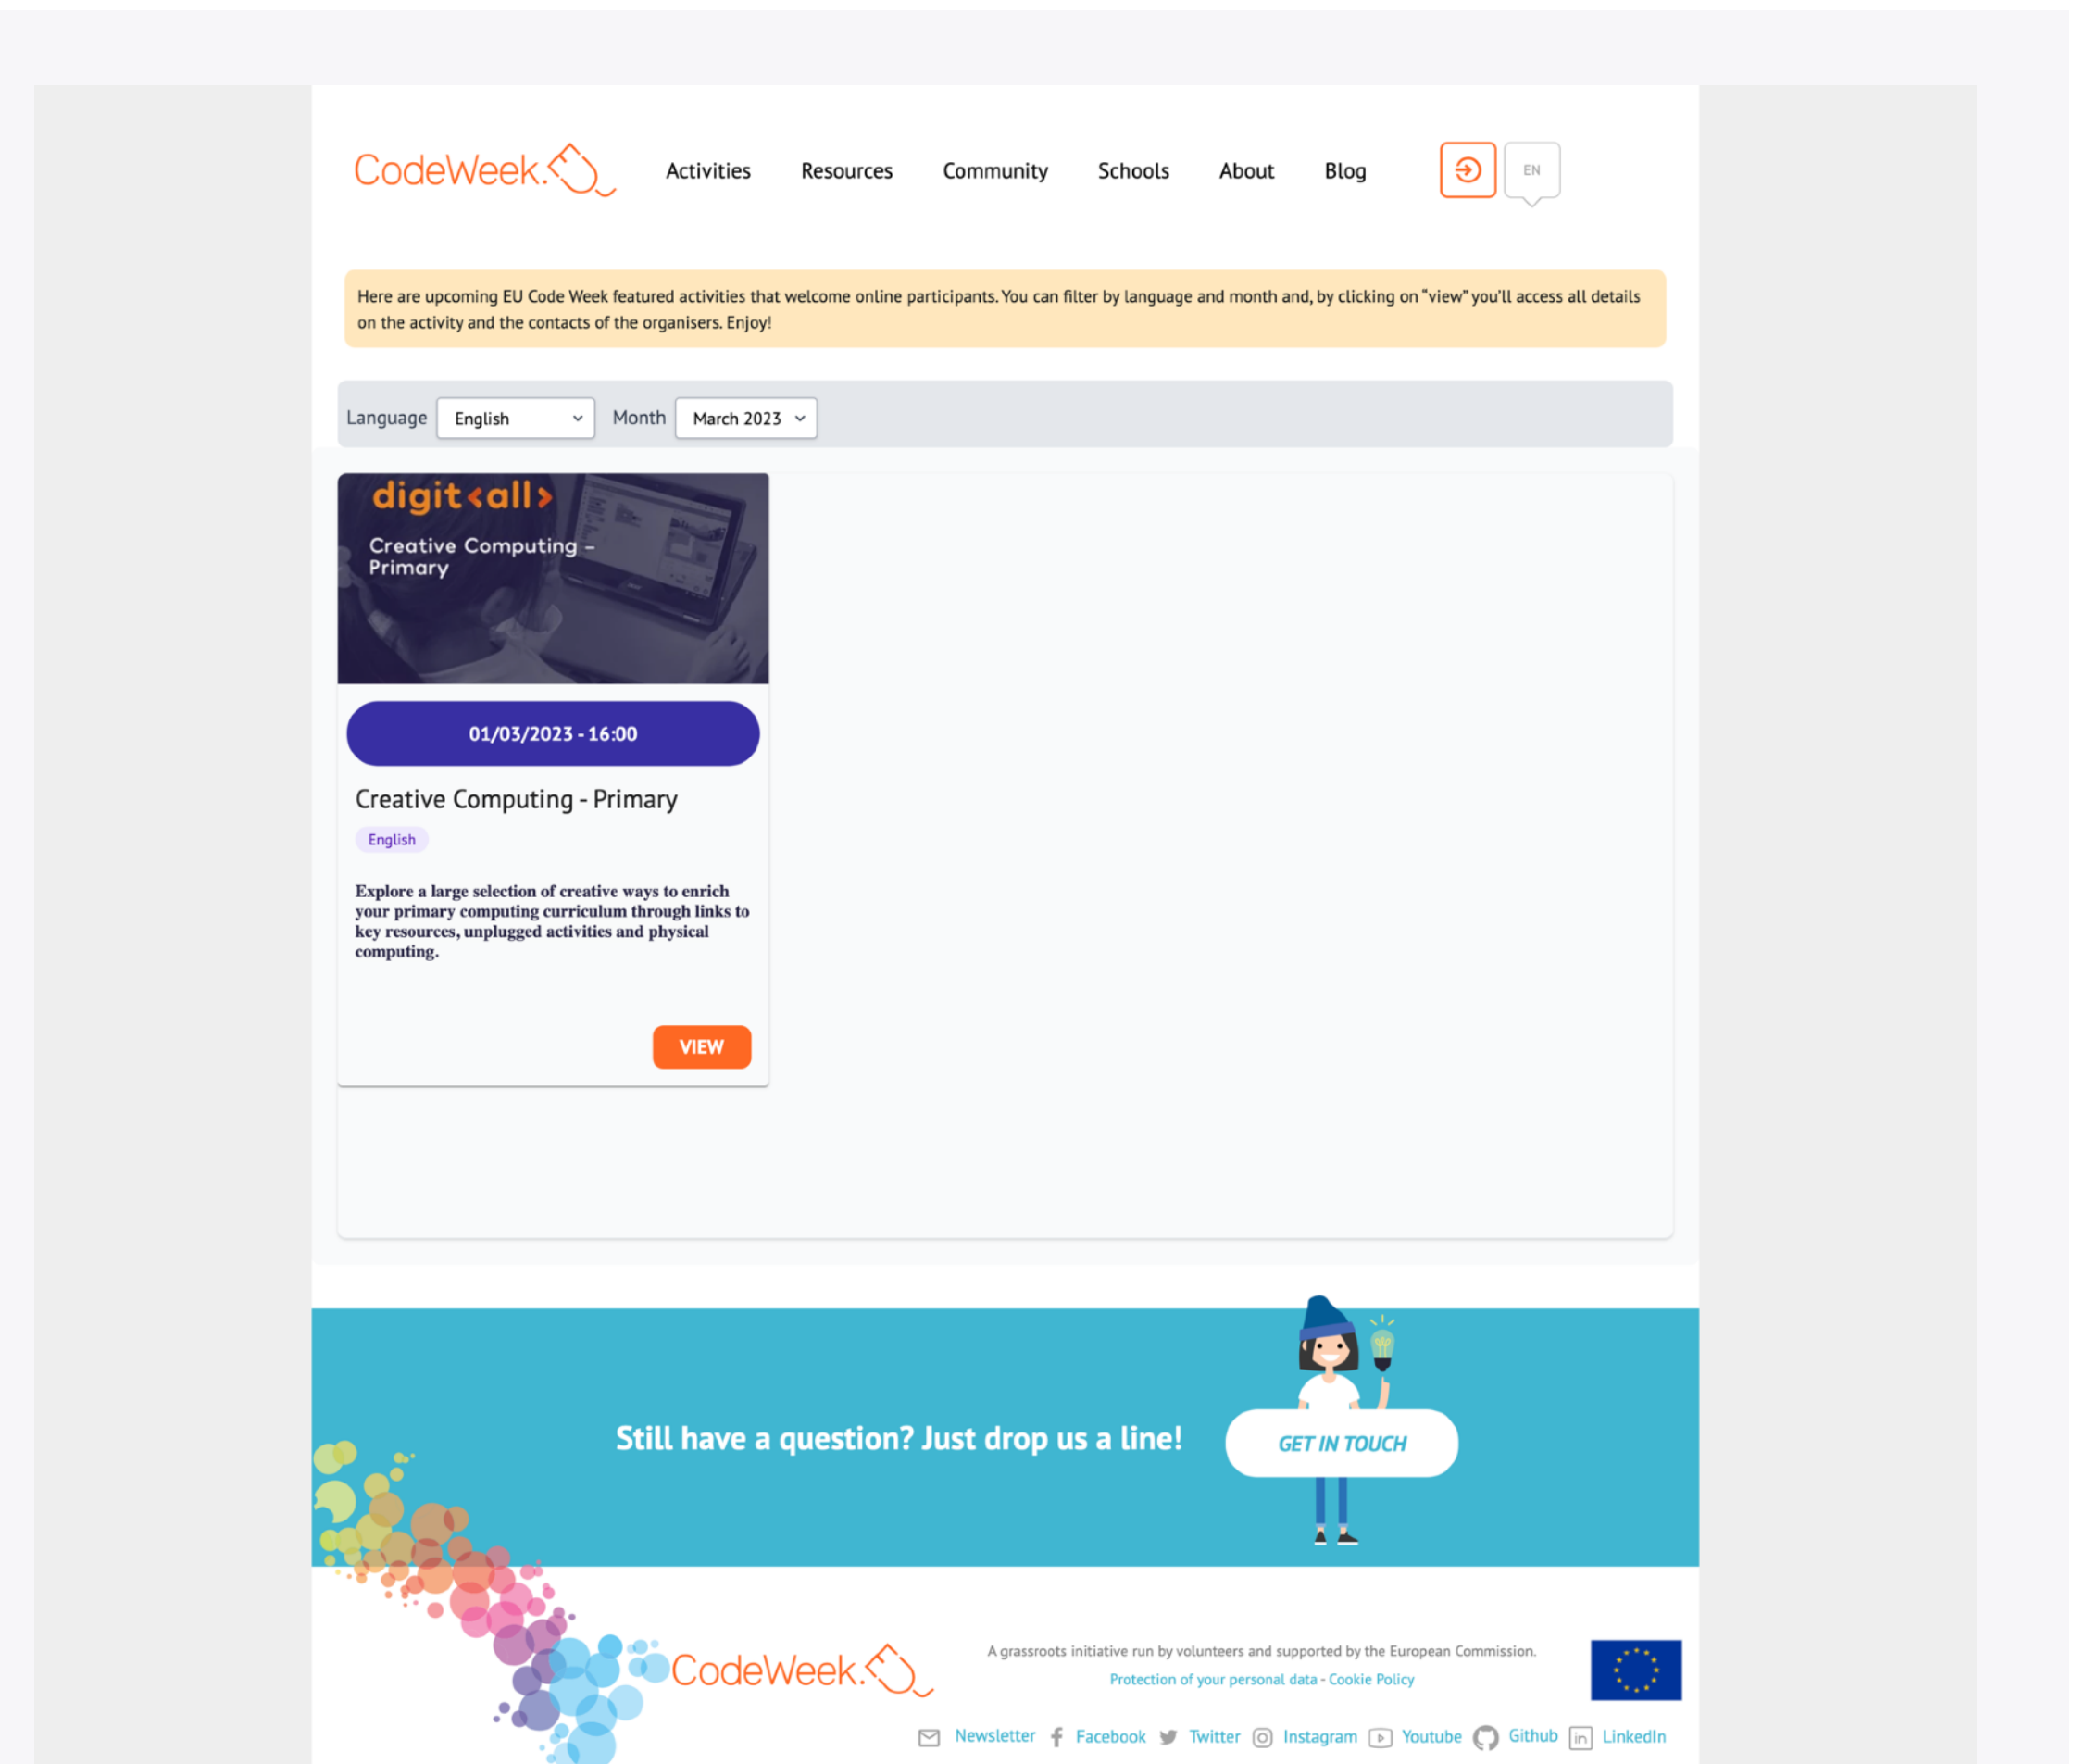 CodeWeek.
Activities Resources Community Schools About Blog EN
Here are upcoming EU Code Week featured activities that welcome online participants. You can filter by language and month and, by clicking on “view” you'll access all details
on the activity and the contacts of the organisers. Enjoy!
Language English Month March 2023
digit<all>
Creative Computing –
Primary
01/03/2023 - 16:00
Creative Computing - Primary
English
Explore a large selection of creative ways to enrich
your primary computing curriculum through links to
key resources, unplugged activities and physical
computing.
VIEW
Still have a question? Just drop us a line!
GET IN TOUCH
CodeWeek.
A grassroots initiative run by volunteers and supported by the European Commission.
Protection of your personal data - Cookie Policy
Newsletter Facebook Twitter Instagram Youtube Github LinkedIn